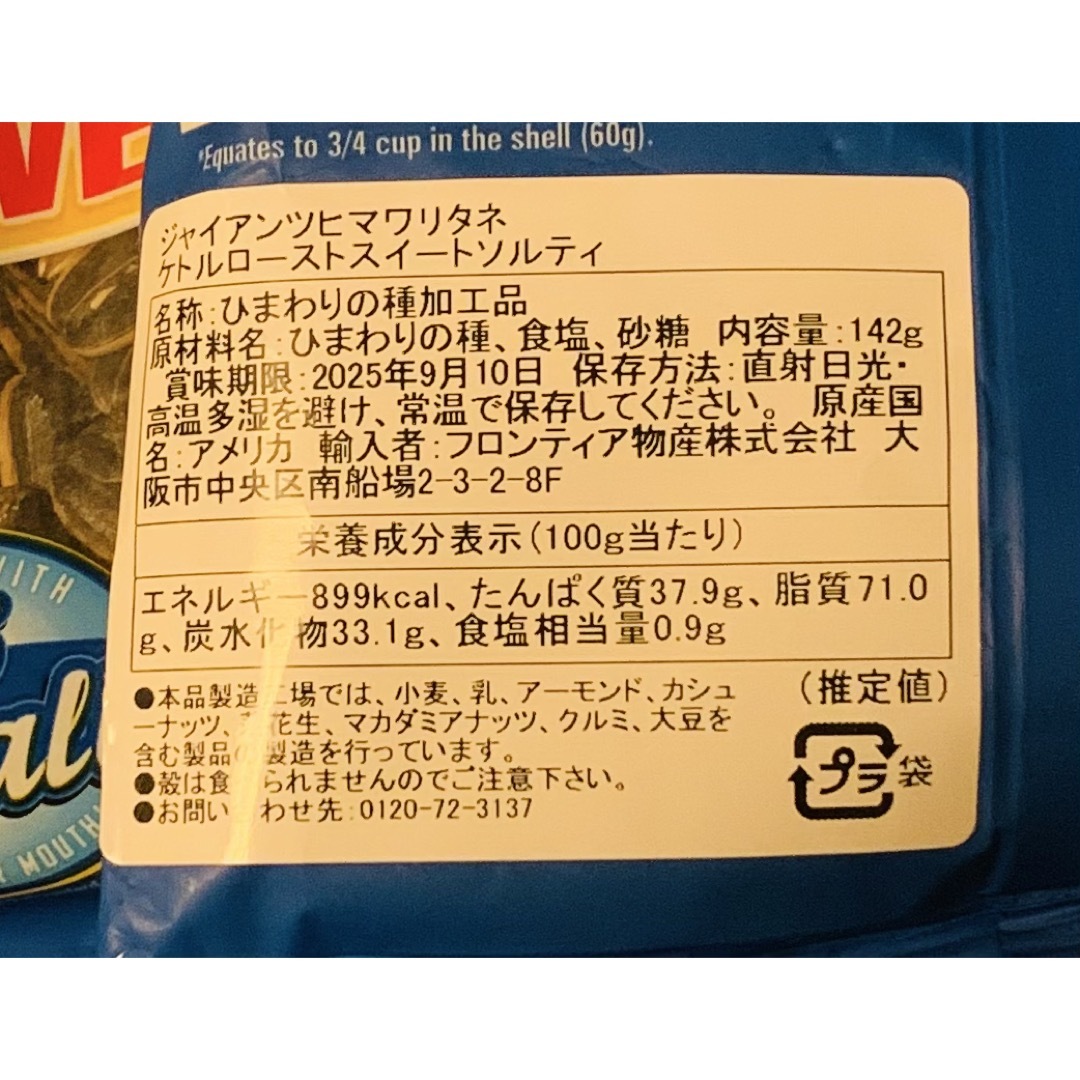 VE
*Equates to 3/4 cup in the shell (60g).
ジャイアンツヒマワリタネ
ケトルローストスイートソルティ
名称:ひまわりの種加工品
原材料名:ひまわりの種、食塩、砂糖 内容量:142g
賞味期限:2025年9月10日 保存方法:直射日光・
高温多湿を避け、常温で保存してください。 原産国
名:アメリカ 輸入者:フロンティア物産株式会社 大
阪市中央区南船場2-3-2-8F
栄養成分表示(100g当たり)
エネルギー899kcal、たんぱく質37.9g、脂質71.0
g、炭水化物33.1g、食塩相当量0.9g
(推定値)
●本品製造工場では、小麦、乳、アーモンド、カシュ
ーナッツ、落花生、マカダミアナッツ、クルミ、大豆を
含む製品の製造を行っています。
●殻は食べられませんのでご注意下さい。
●お問い合わせ先:0120-72-3137
プラ 袋
WITH
MOUTH